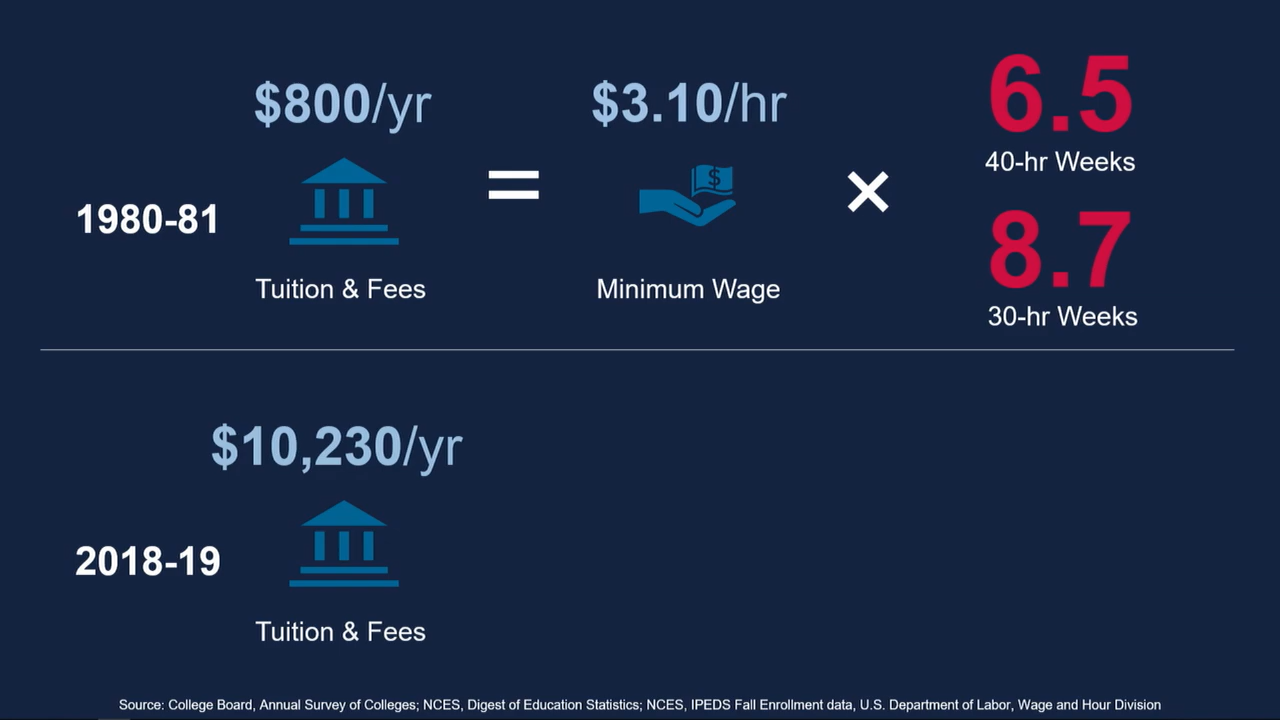 $800/yr
$3.10/hr
6.5
40-hr Weeks
1980-81
$
8.7
Tuition & Fees
Minimum Wage
30-hr Weeks
$10,230/yr
2018-19
Tuition & Fees
Source: College Board, Annual Survey of Colleges; NCES, Digest of Education Statistics; NCES, IPEDS Fall Enrollment data, U.S. Department of Labor, Wage and Hour Division